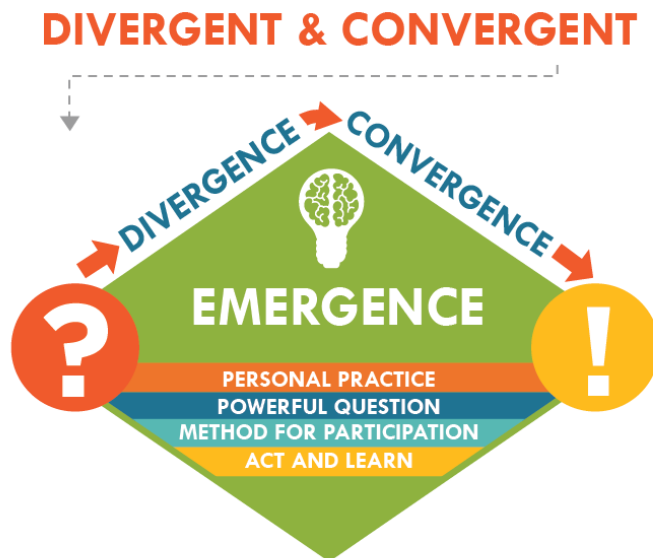 DIVERGENT & CONVERGENT
DIVERGENCE
CONVERGENCE
?
EMERGENCE
!
PERSONAL PRACTICE
POWERFUL QUESTION
METHOD FOR PARTICIPATION
ACT AND LEARN